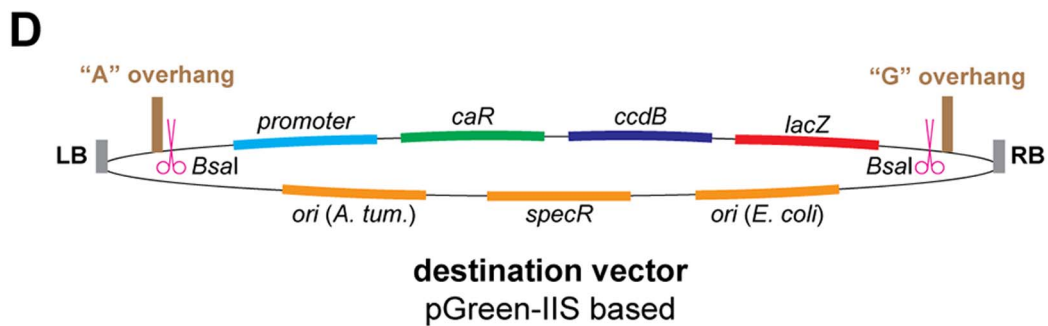 D
“A” overhang
“G” overhang
promoter
caR
ccdB
lacZ
LB
BsaI
BsaI
RB
ori (A. tum.)
specR
ori (E. coli)
destination vector
pGreen-IIS based